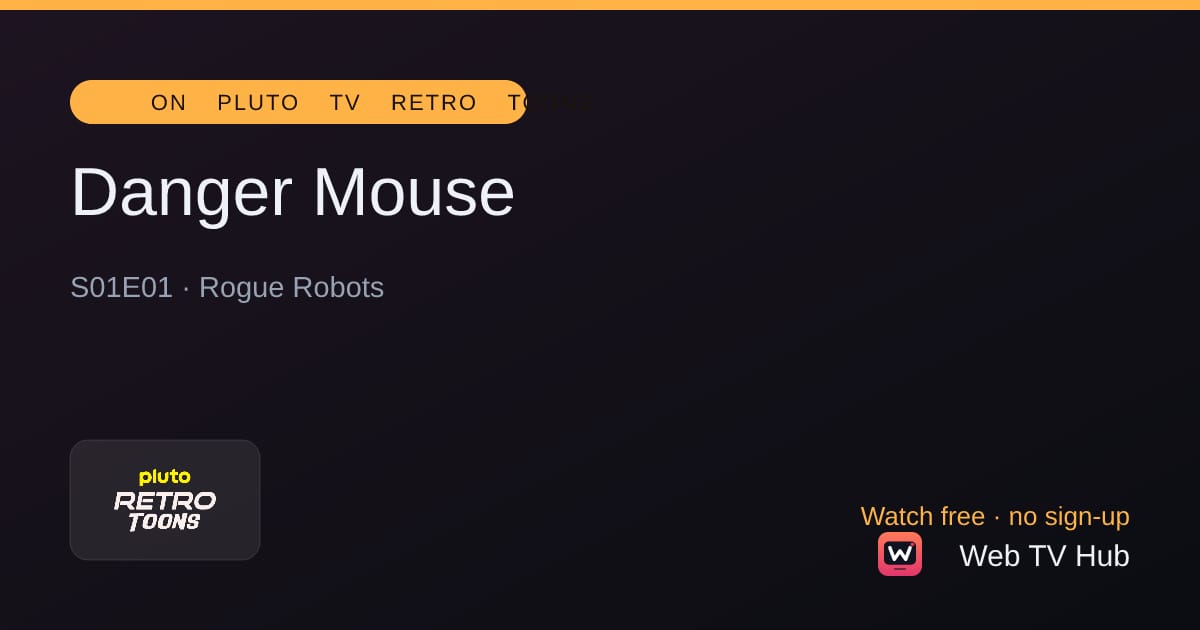 ON PLUTO TV RETRO TOONS
Danger Mouse
S01E01 · Rogue Robots
pluto
RETRO
TOONS
Watch free · no sign-up
W
Web TV Hub